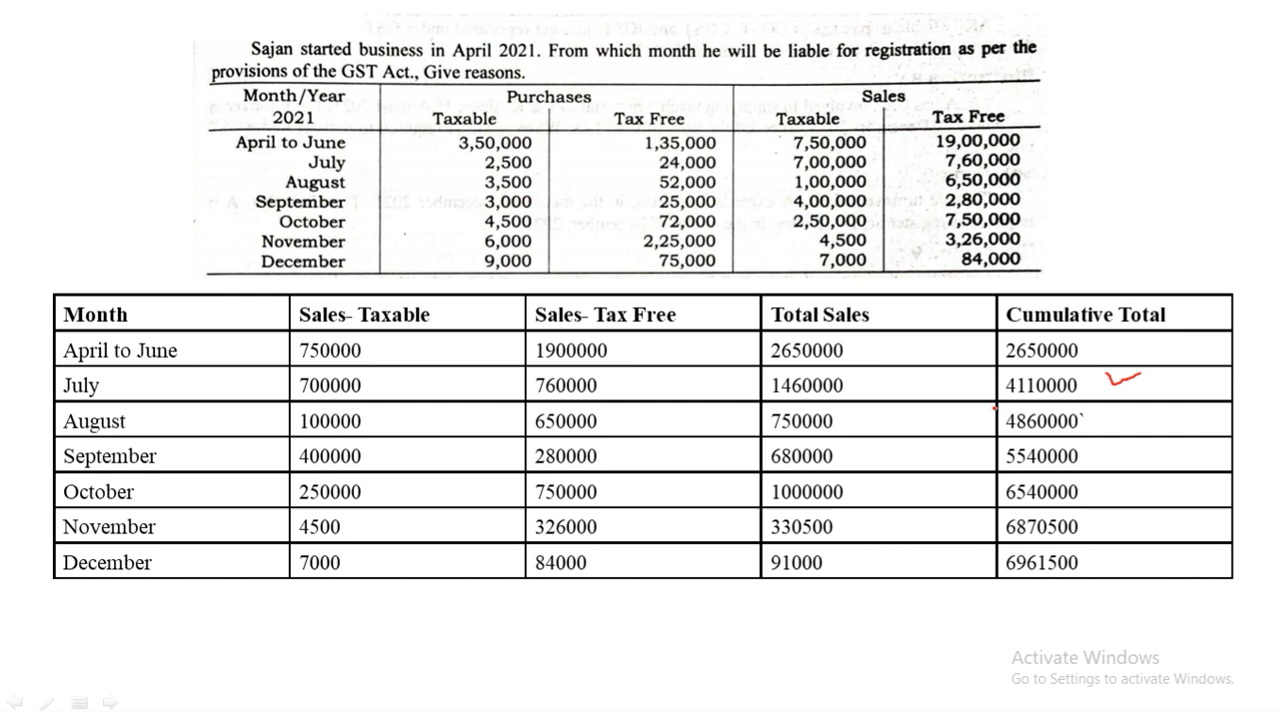 Sajan started business in April 2021. From which month he will be liable for registration as per the
provisions of the GST Act., Give reasons.
Month/Year Purchases Sales
2021 Taxable Tax Free Taxable Tax Free
April to June 3,50,000 1,35,000 7,50,000 19,00,000
July 2,500 24,000 7,00,000 7,60,000
August 3,500 52,000 1,00,000 6,50,000
September 3,000 25,000 4,00,000 2,80,000
October 4,500 72,000 2,50,000 7,50,000
November 6,000 2,25,000 4,500 3,26,000
December 9,000 75,000 7,000 84,000
Month Sales- Taxable Sales- Tax Free Total Sales Cumulative Total
April to June 750000 1900000 2650000 2650000
July 700000 760000 1460000 4110000
August 100000 650000 750000 4860000`
September 400000 280000 680000 5540000
October 250000 750000 1000000 6540000
November 4500 326000 330500 6870500
December 7000 84000 91000 6961500
Activate Windows
Go to Settings to activate Windows.